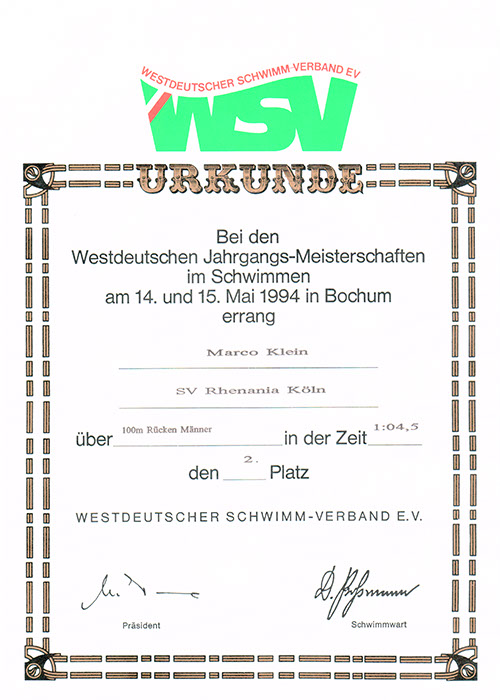 WESTDEUTSCHER SCHWIMM-VERBAND EV
WSV
URKUNDE
Bei den
Westdeutschen Jahrgangs-Meisterschaften
im Schwimmen
am 14. und 15. Mai 1994 in Bochum
errang
Marco Klein
SV Rhenania Köln
über 100m Rücken Männer in der Zeit 1:04,5
den 2. Platz
WESTDEUTSCHER SCHWIMM-VERBAND E.V.
Präsident Schwimmwart